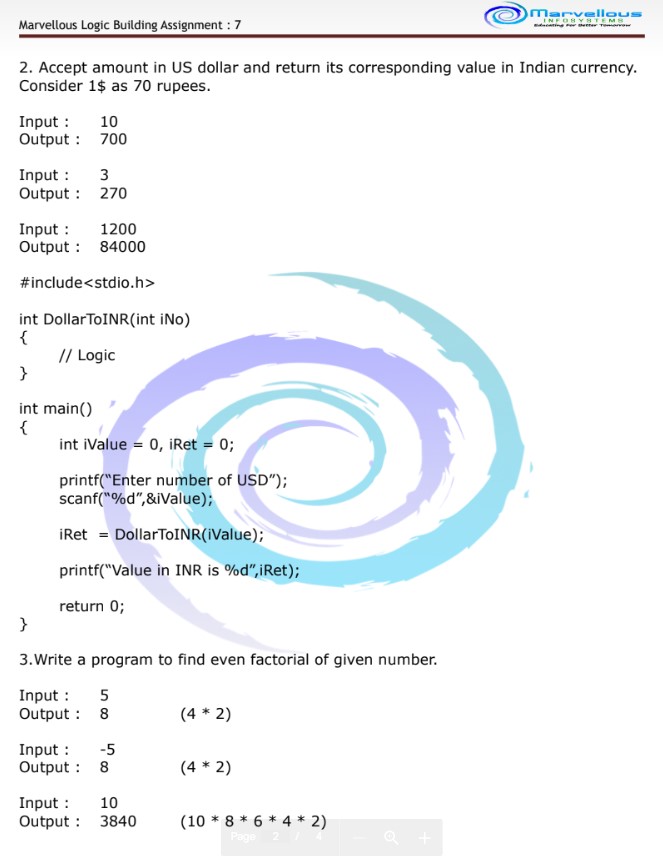 Marvellous Logic Building Assignment : 7
Marvellous
INFOSYSTEMS
Educating for Better Tomorrow
2. Accept amount in US dollar and return its corresponding value in Indian currency.
Consider 1$ as 70 rupees.
Input : 10
Output : 700
Input : 3
Output : 270
Input : 1200
Output : 84000
#include<stdio.h>
int DollarToINR(int iNo)
{
// Logic
}
int main()
{
int iValue = 0, iRet = 0;
printf(“Enter number of USD”);
scanf(“%d”,&iValue);
iRet = DollarToINR(iValue);
printf(“Value in INR is %d”,iRet);
return 0;
}
3.Write a program to find even factorial of given number.
Input : 5
Output : 8 (4 * 2)
Input : -5
Output : 8 (4 * 2)
Input : 10
Output : 3840 (10 * 8 * 6 * 4 * 2)
Page 2 / 4